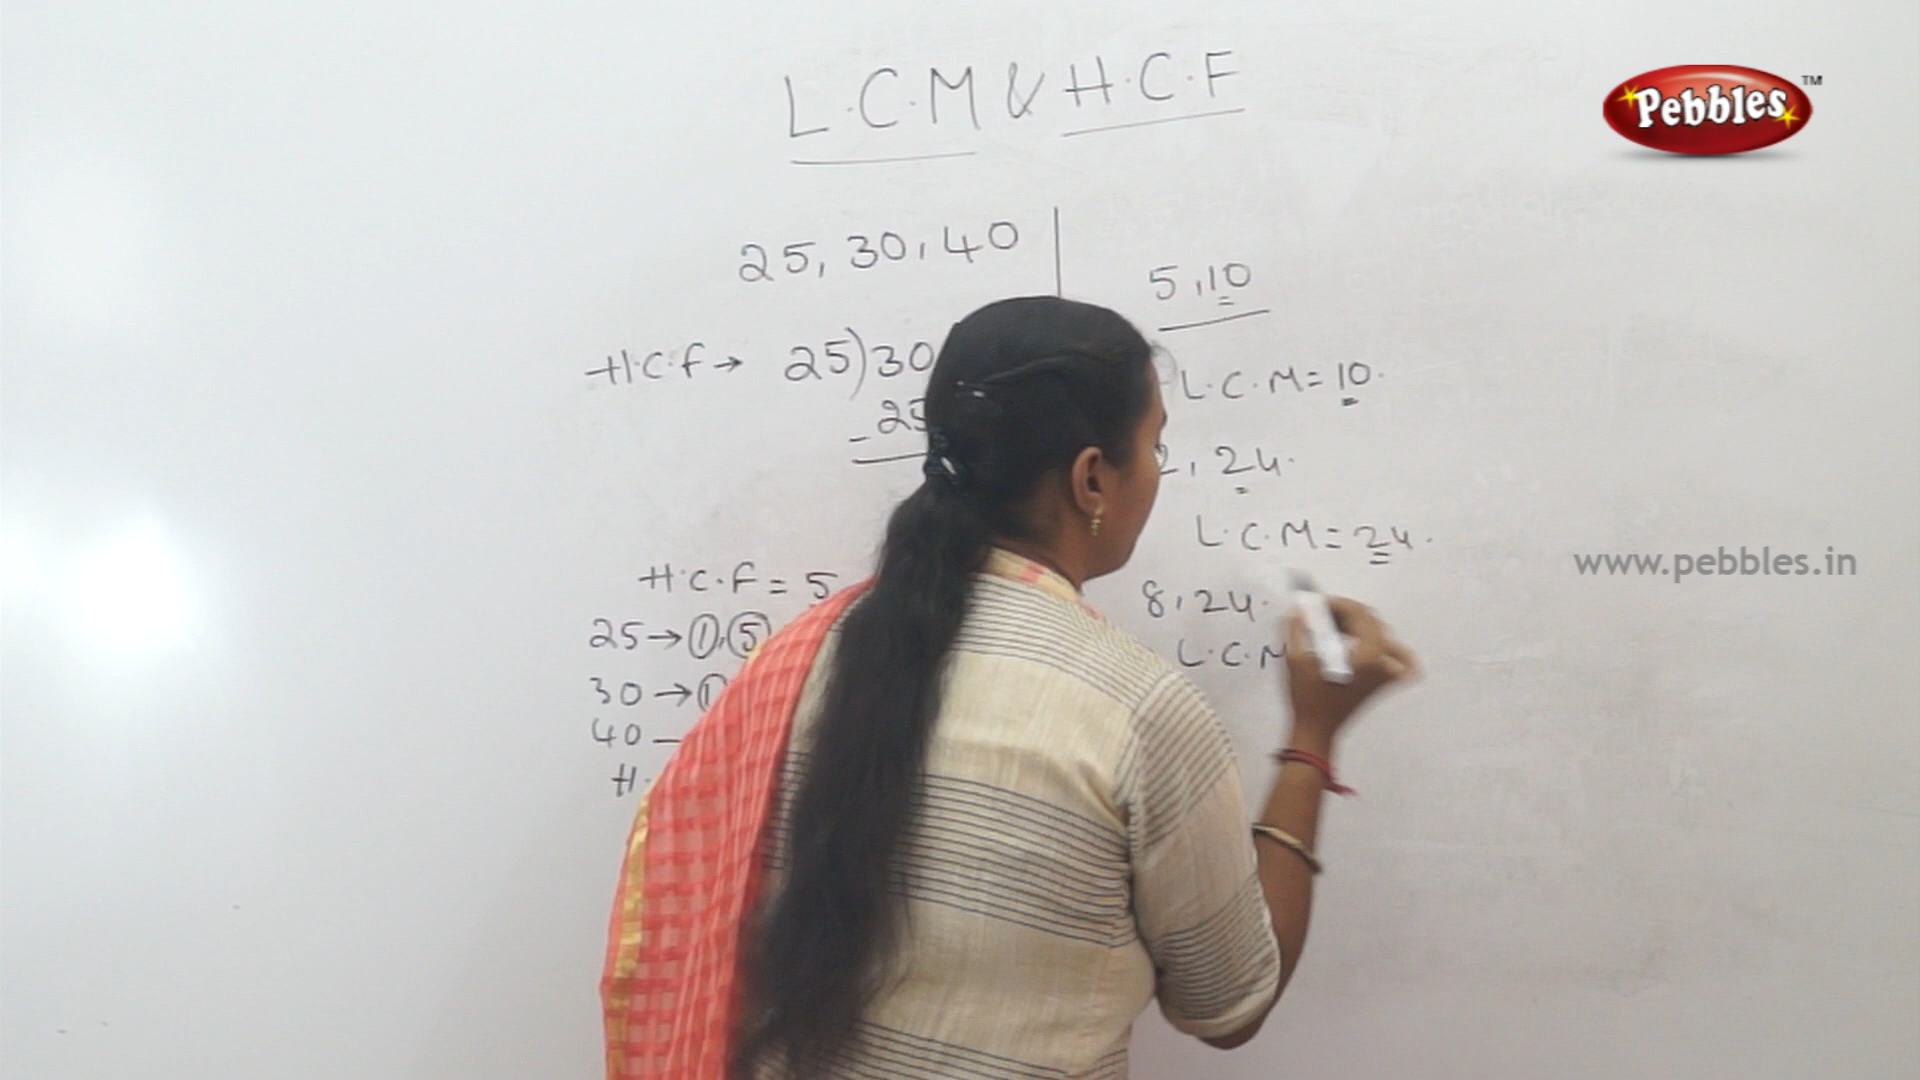 L.C.M & H.C.F
Pebbles™
25, 30, 40
5, 10
H.C.F → 25)30
- 25
L.C.M = 10.
2, 24.
L.C.M = 24.
www.pebbles.in
H.C.F = 5
8, 24.
25 → 1, 5
L.C.M
30 → 1
40
H.